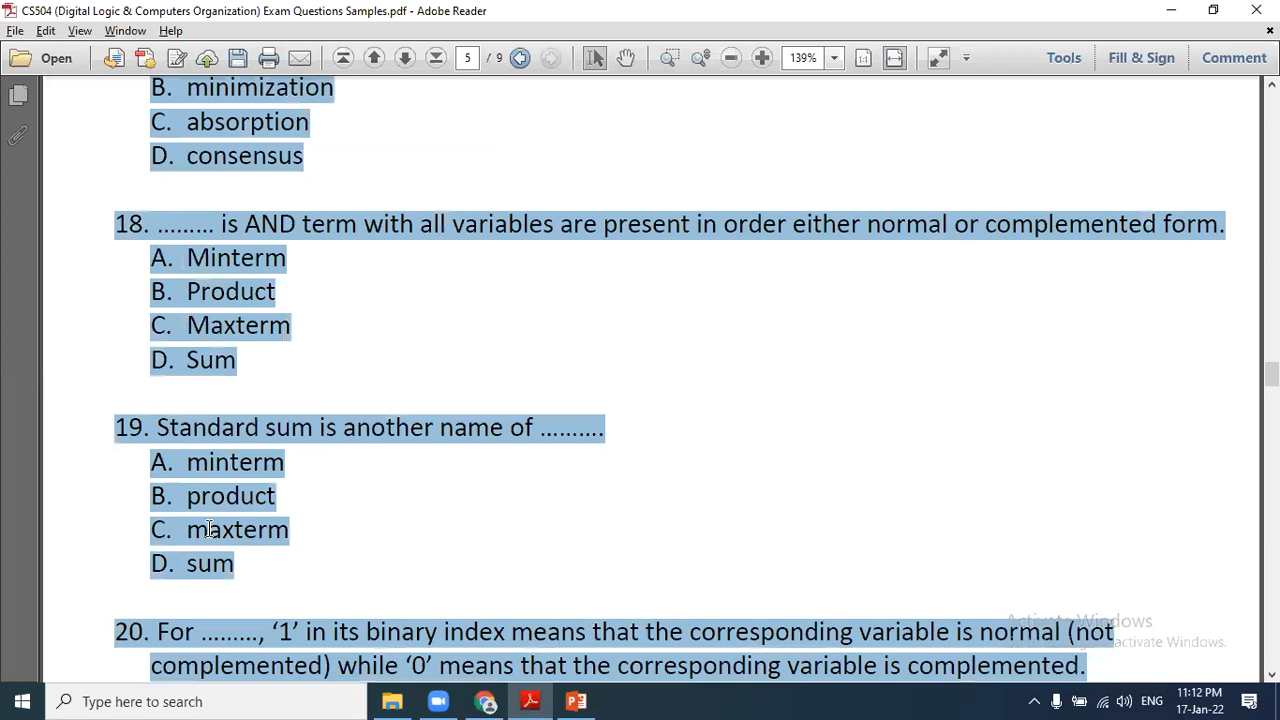 CS504 (Digital Logic & Computers Organization) Exam Questions Samples.pdf - Adobe Reader
File Edit View Window Help
Open 5 / 9 139% Tools Fill & Sign Comment
B. minimization
C. absorption
D. consensus
18. ......... is AND term with all variables are present in order either normal or complemented form.
A. Minterm
B. Product
C. Maxterm
D. Sum
19. Standard sum is another name of ..........
A. minterm
B. product
C. maxterm
D. sum
Activate Windows
20. For ........., ‘1’ in its binary index means that the corresponding variable is normal (not
activate Windows.
complemented) while ‘0’ means that the corresponding variable is complemented.
Type here to search
ENG
11:12 PM
17-Jan-22